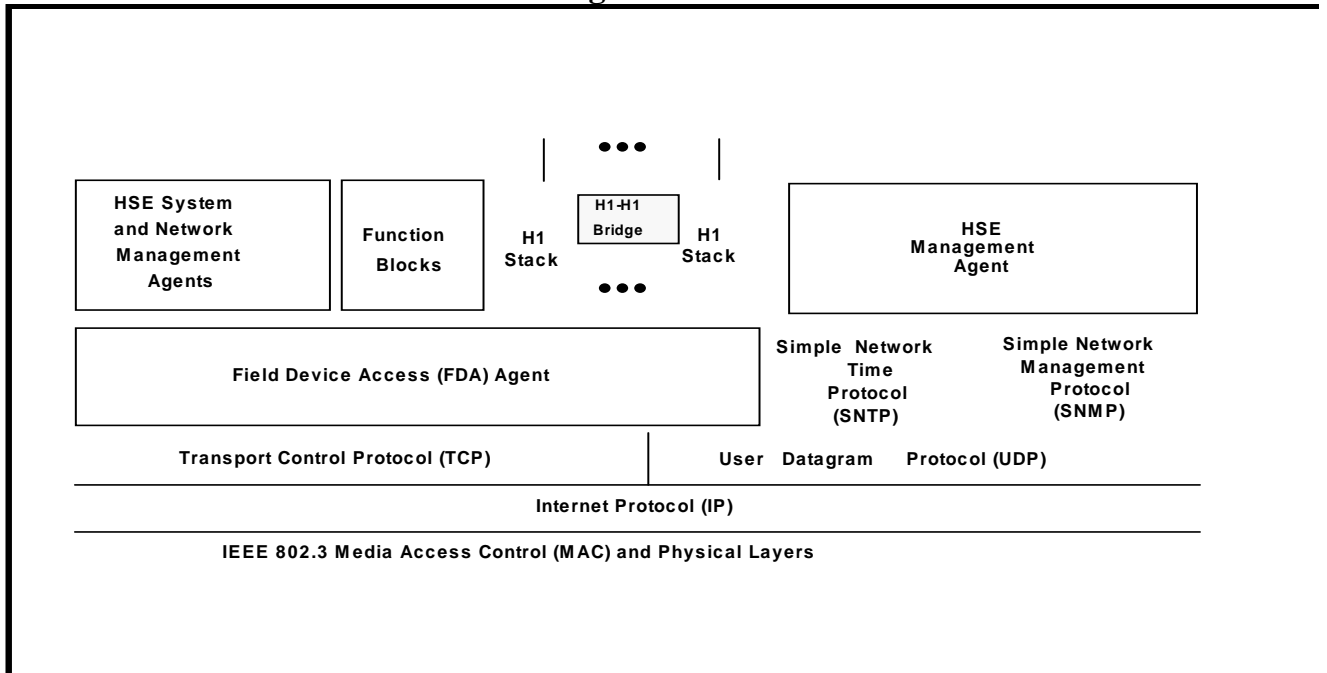 HSE System
and Network
Management
Agents
Function
Blocks
H1
Stack
H1-H1
Bridge
H1
Stack
HSE
Management
Agent
Field Device Access (FDA) Agent
Simple Network
Time
Protocol
(SNTP)
Simple Network
Management
Protocol
(SNMP)
Transport Control Protocol (TCP)
User Datagram Protocol (UDP)
Internet Protocol (IP)
IEEE 802.3 Media Access Control (MAC) and Physical Layers